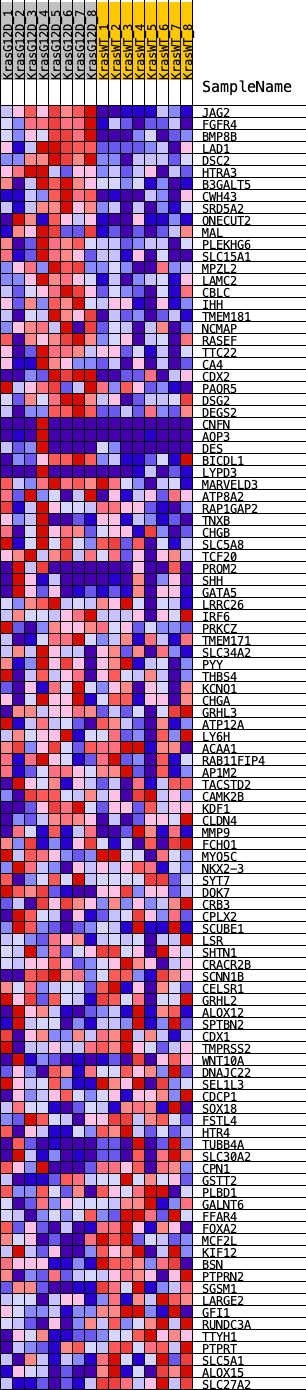 KrasG12D_1
KrasG12D_2
KrasG12D_3
KrasG12D_4
KrasG12D_5
KrasG12D_6
KrasG12D_7
KrasG12D_8
KrasWT_1
KrasWT_2
KrasWT_3
KrasWT_4
KrasWT_5
KrasWT_6
KrasWT_7
KrasWT_8
SampleName
JAG2
FGFR4
BMP8B
LAD1
DSC2
HTRA3
B3GALT5
CWH43
SRD5A2
ONECUT2
MAL
PLEKHG6
SLC15A1
MPZL2
LAMC2
CBLC
IHH
TMEM181
NCMAP
RASEF
TTC22
CA4
CDX2
PAQR5
DSG2
DEGS2
CNFN
AQP3
DES
BICDL1
LYPD3
MARVELD3
ATP8A2
RAP1GAP2
TNXB
CHGB
SLC5A8
TCF20
PROM2
SHH
GATA5
LRRC26
IRF6
PRKCZ
TMEM171
SLC34A2
PYY
THBS4
KCNQ1
CHGA
GRHL3
ATP12A
LY6H
ACAA1
RAB11FIP4
AP1M2
TACSTD2
CAMK2B
KDF1
CLDN4
MMP9
FCHO1
MYO5C
NKX2-3
SYT7
DOK7
CRB3
CPLX2
SCUBE1
LSR
SHTN1
CRACR2B
SCNN1B
CELSR1
GRHL2
ALOX12
SPTBN2
CDX1
TMPRSS2
WNT10A
DNAJC22
SEL1L3
CDCP1
SOX18
FSTL4
HTR4
TUBB4A
SLC30A2
CPN1
GSTT2
PLBD1
GALNT6
FFAR4
FOXA2
MCF2L
KIF12
BSN
PTPRN2
SGSM1
LARGE2
GFI1
RUNDC3A
TTYH1
PTPRT
SLC5A1
ALOX15
SLC27A2